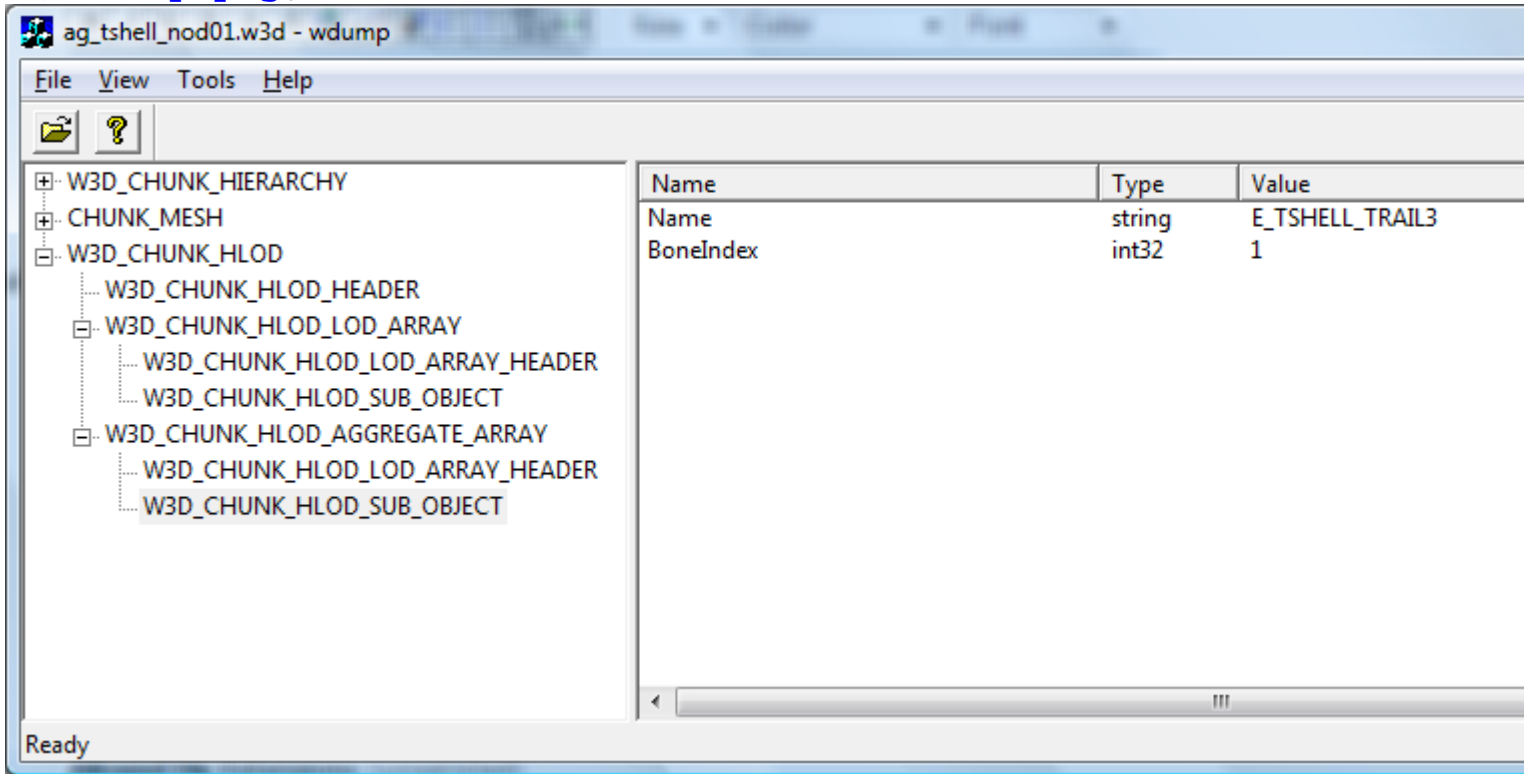 ag_tshell_nod01.w3d - wdump
File View Tools Help
W3D_CHUNK_HIERARCHY
CHUNK_MESH
W3D_CHUNK_HLOD
W3D_CHUNK_HLOD_HEADER
W3D_CHUNK_HLOD_LOD_ARRAY
W3D_CHUNK_HLOD_LOD_ARRAY_HEADER
W3D_CHUNK_HLOD_SUB_OBJECT
W3D_CHUNK_HLOD_AGGREGATE_ARRAY
W3D_CHUNK_HLOD_LOD_ARRAY_HEADER
W3D_CHUNK_HLOD_SUB_OBJECT
Name Type Value
Name string E_TSHELL_TRAIL3
BoneIndex int32 1
Ready